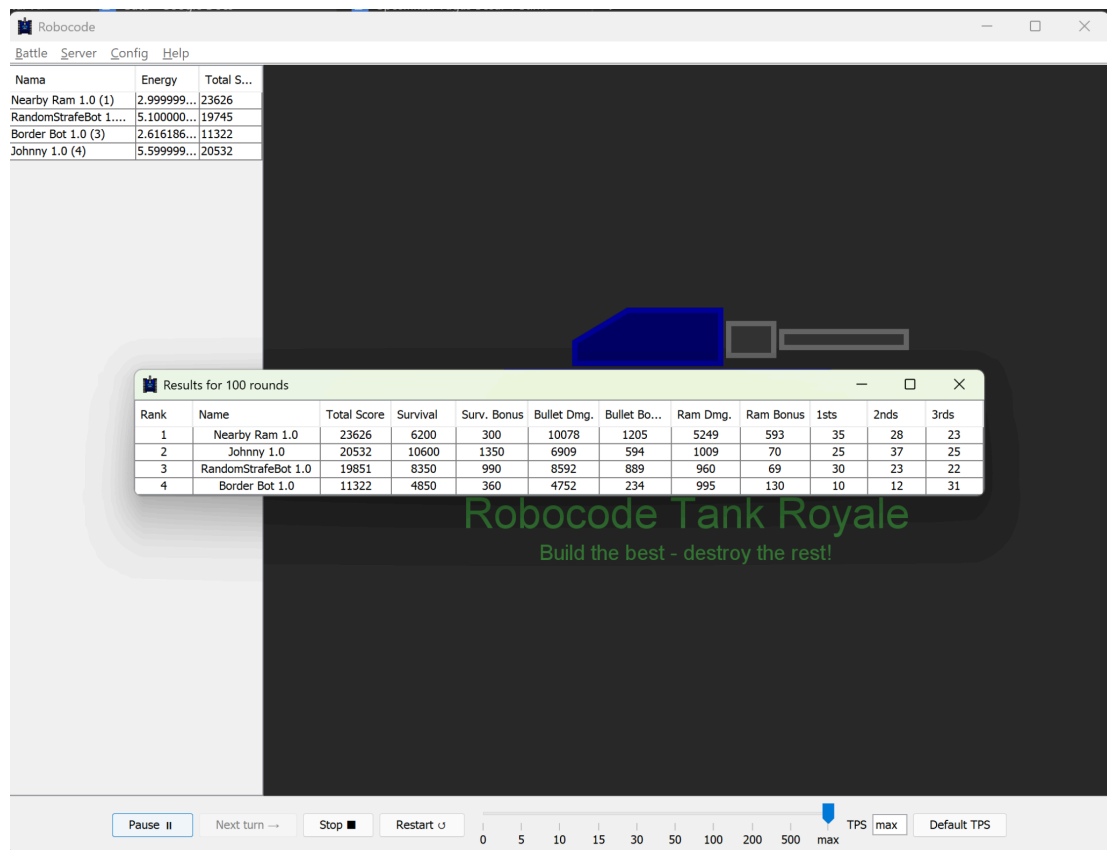 Robocode
Battle Server Config Help
Nama Energy Total S...
Nearby Ram 1.0 (1) 2.999999... 23626
RandomStrafeBot 1.... 5.100000... 19745
Border Bot 1.0 (3) 2.616186... 11322
Johnny 1.0 (4) 5.599999... 20532
Results for 100 rounds
Rank Name Total Score Survival Surv. Bonus Bullet Dmg. Bullet Bo... Ram Dmg. Ram Bonus 1sts 2nds 3rds
1 Nearby Ram 1.0 23626 6200 300 10078 1205 5249 593 35 28 23
2 Johnny 1.0 20532 10600 1350 6909 594 1009 70 25 37 25
3 RandomStrafeBot 1.0 19851 8350 990 8592 889 960 69 30 23 22
4 Border Bot 1.0 11322 4850 360 4752 234 995 130 10 12 31
Robocode Tank Royale
Build the best - destroy the rest!
Pause Next turn → Stop Restart ↺ TPS max Default TPS
0 5 10 15 30 50 100 200 500 max